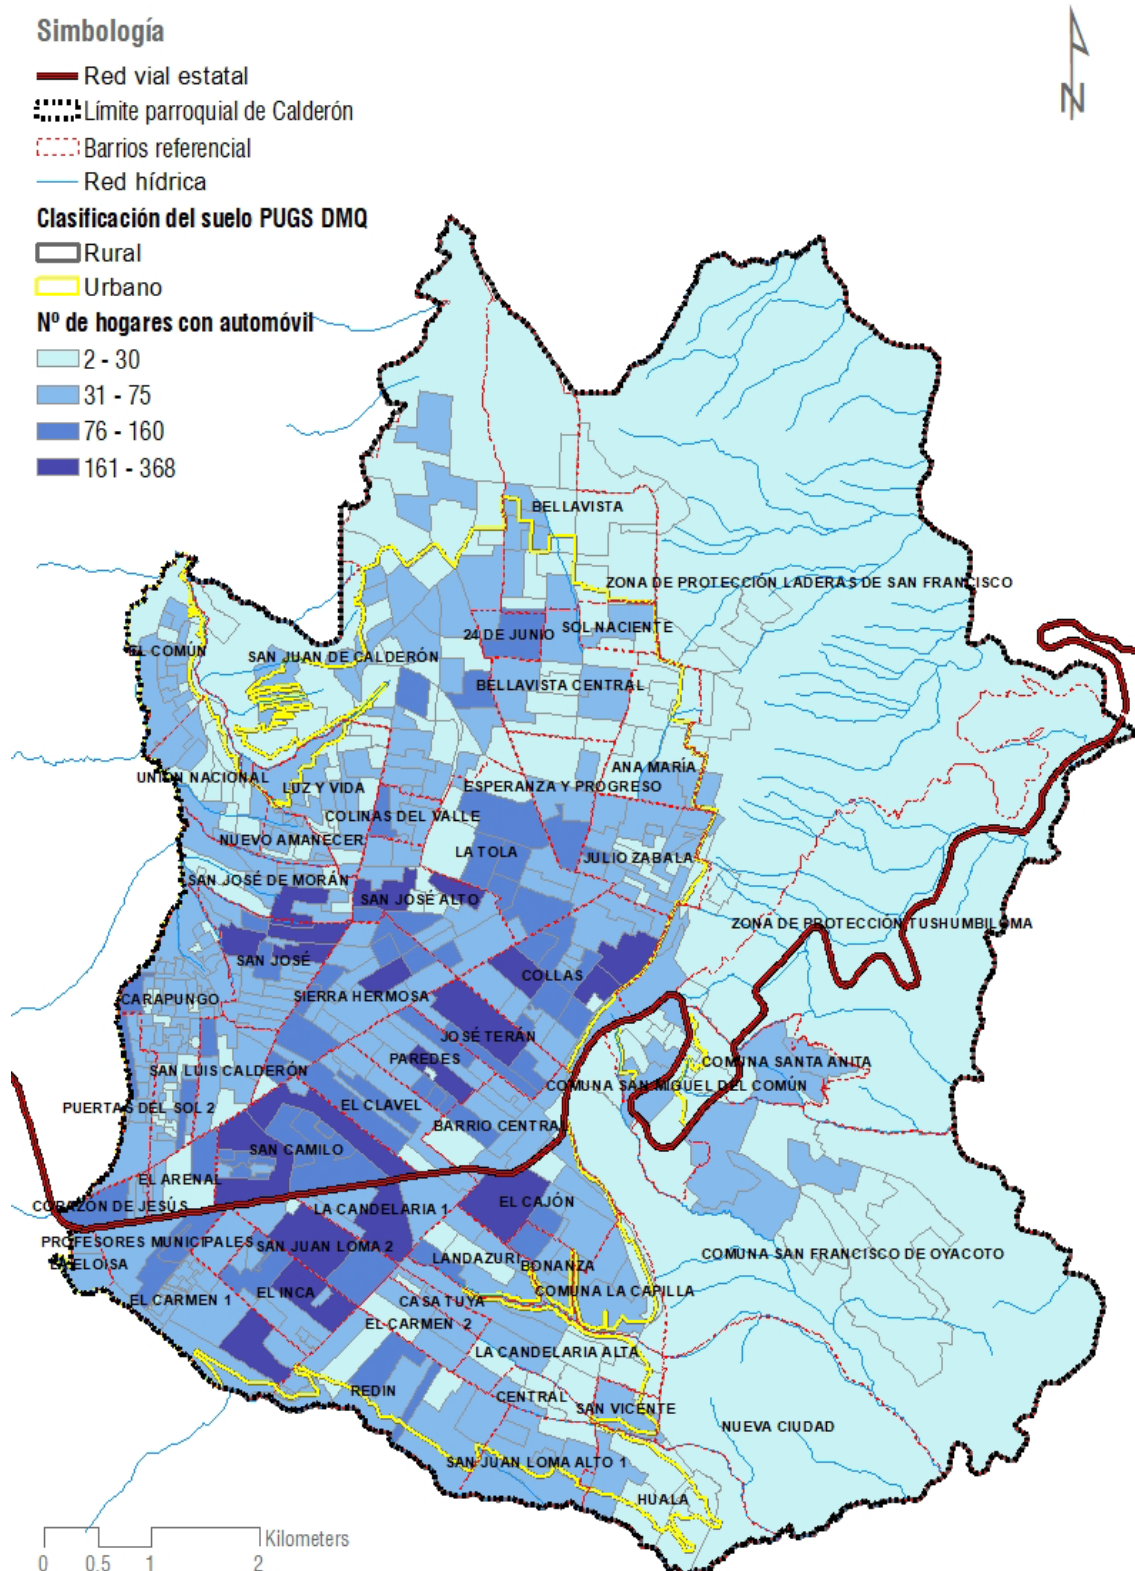 Simbología
Red vial estatal
Límite parroquial de Calderón
Barrios referencial
Red hídrica
Clasificación del suelo PUGS DMQ
Rural
Urbano
Nº de hogares con automóvil
2 - 30
31 - 75
76 - 160
161 - 368
N
BELLAVISTA
ZONA DE PROTECCIÓN LADERAS DE SAN FRANCISCO
24 DE JUNIO
SOL NACIENTE
EL COMÚN
SAN JUAN DE CALDERÓN
BELLAVISTA CENTRAL
UNIÓN NACIONAL
LUZ Y VIDA
ESPERANZA Y PROGRESO
ANA MARÍA
COLINAS DEL VALLE
NUEVO AMANECER
LA TOLA
JULIO ZABALA
SAN JOSÉ DE MORÁN
SAN JOSÉ ALTO
ZONA DE PROTECCIÓN TUSHUMBILOMA
SAN JOSÉ
COLLAS
CARAPUNGO
SIERRA HERMOSA
JOSÉ TERÁN
PAREDES
SAN LUIS CALDERÓN
COMUNA SANTA ANITA
COMUNA SAN MIGUEL DEL COMÚN
PUERTAS DEL SOL 2
EL CLAVEL
BARRIO CENTRAL
SAN CAMILO
EL ARENAL
CORAZÓN DE JESÚS
LA CANDELARIA 1
EL CAJÓN
PROFESORES MUNICIPALES
SAN JUAN LOMA 2
LANDAZURI
BONANZA
COMUNA SAN FRANCISCO DE OYACOTO
LA ELOISA
EL CARMEN 1
EL INCA
CASA TUYA
COMUNA LA CAPILLA
EL CARMEN 2
LA CANDELARIA ALTA
REDIN
CENTRAL
SAN VICENTE
NUEVA CIUDAD
SAN JUAN LOMA ALTO 1
HUALA
Kilometers
0 0.5 1 2